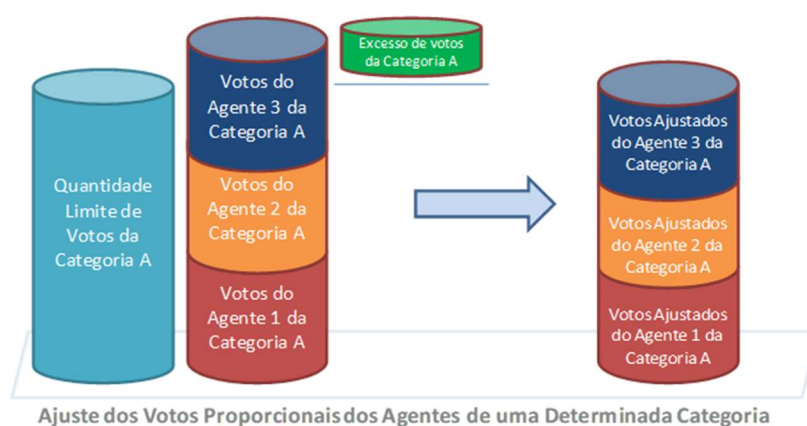 Quantidade
Limite de
Votos da
Categoria A
Votos do
Agente 3 da
Categoria A
Votos do
Agente 2 da
Categoria A
Votos do
Agente 1 da
Categoria A
Excesso de votos
da Categoria A
Votos Ajustados
do Agente 3 da
Categoria A
Votos Ajustados
do Agente 2 da
Categoria A
Votos Ajustados
do Agente 1 da
Categoria A
Ajuste dos Votos Proporcionais dos Agentes de uma Determinada Categoria